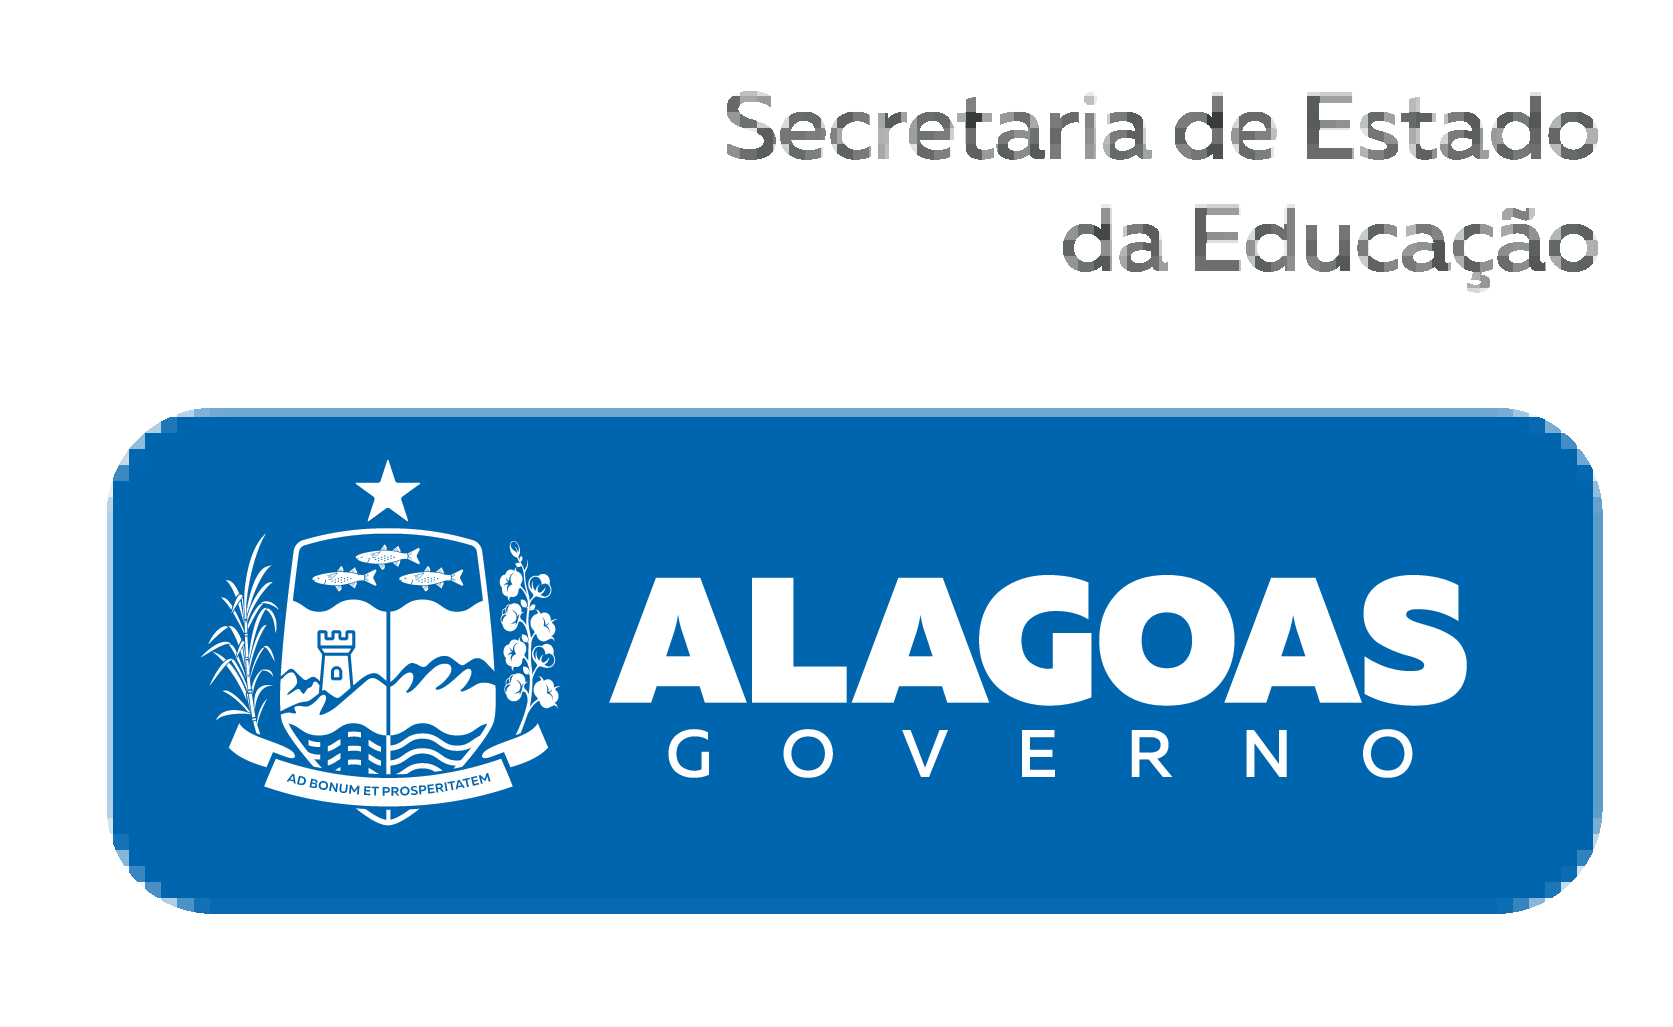 Secretaria de Estado
da Educação
ALAGOAS
GOVERNO
AD BONUM ET PROSPERITATEM